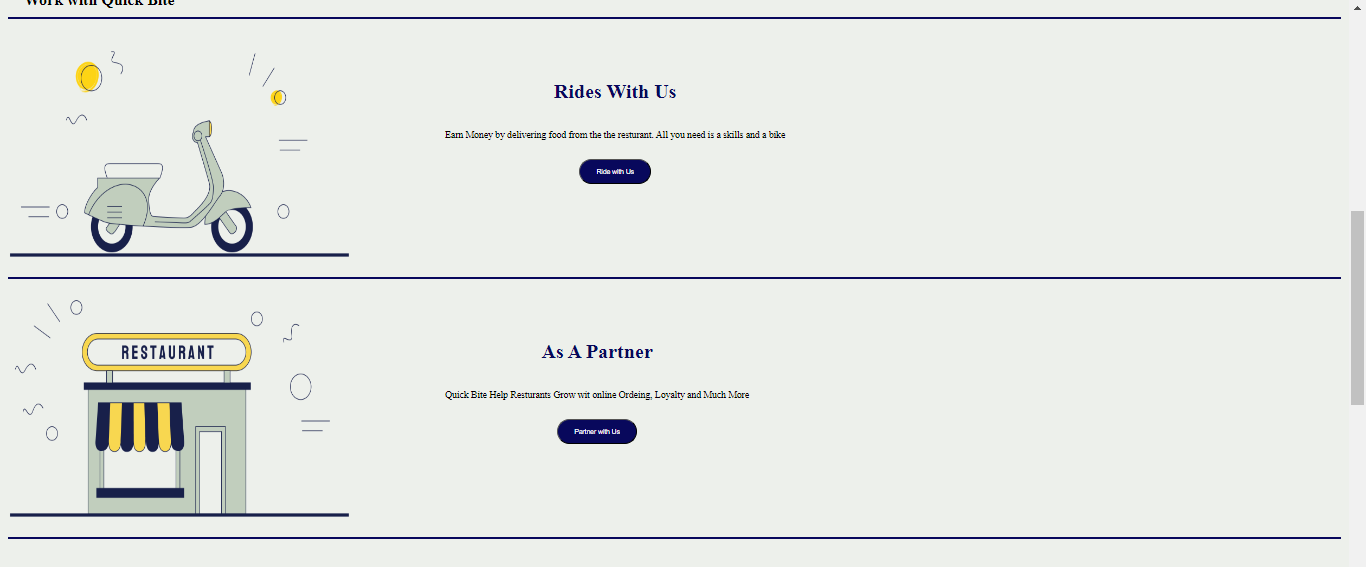 Work with Quick Bite
Rides With Us
Earn Money by delivering food from the the resturant. All you need is a skills and a bike
Ride with Us
RESTAURANT
As A Partner
Quick Bite Help Resturants Grow wit online Ordeing, Loyalty and Much More
Partner with Us